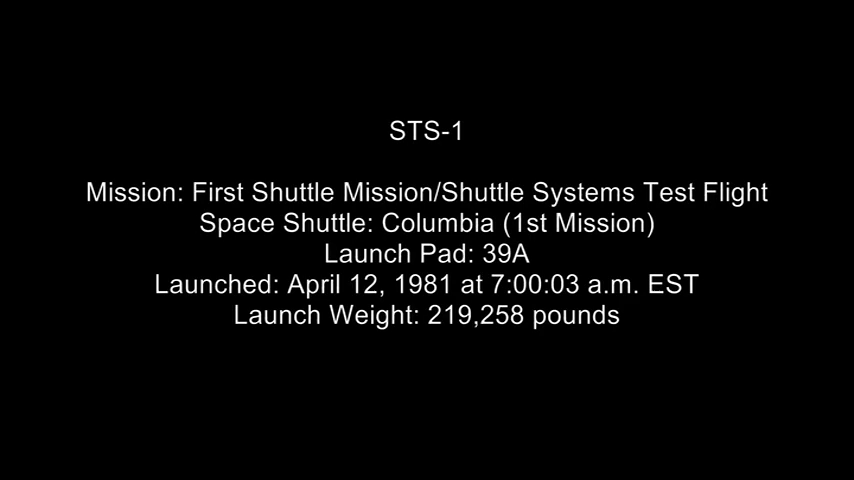 STS-1
Mission: First Shuttle Mission/Shuttle Systems Test Flight
Space Shuttle: Columbia (1st Mission)
Launch Pad: 39A
Launched: April 12, 1981 at 7:00:03 a.m. EST
Launch Weight: 219,258 pounds